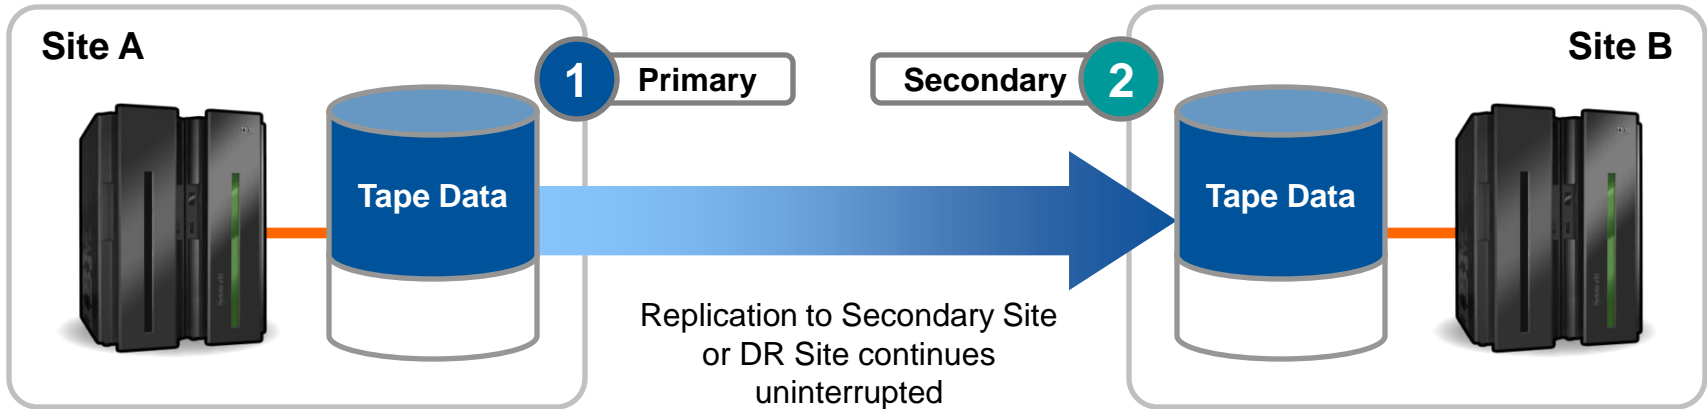 Site A
1 Primary
Secondary 2
Site B
Tape Data
Tape Data
Replication to Secondary Site
or DR Site continues
uninterrupted